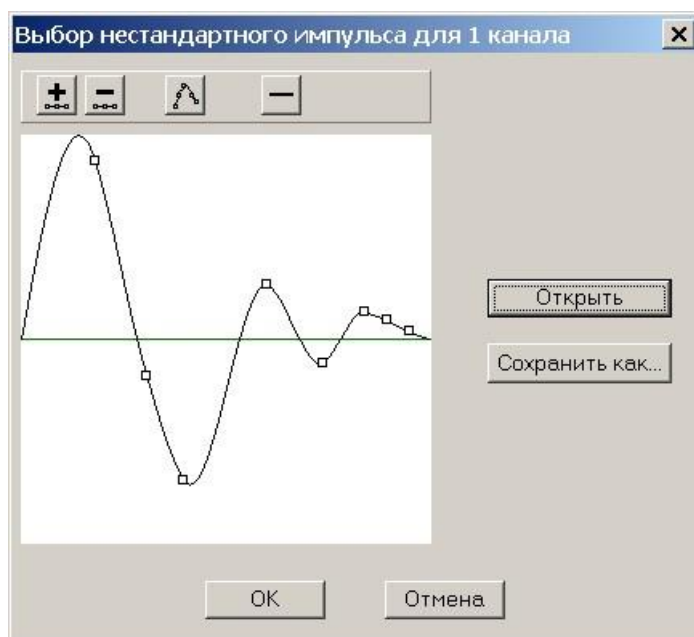 Выбор нестандартного импульса для 1 канала
Открыть
Сохранить как...
OK
Отмена